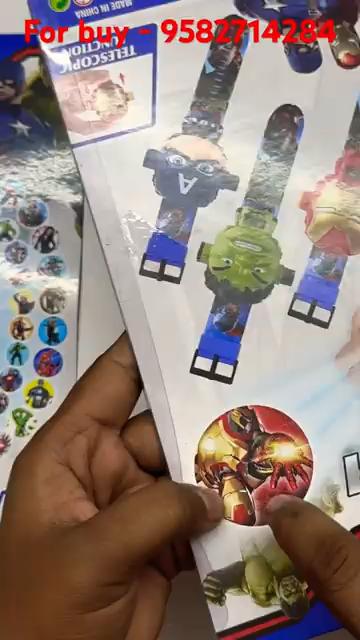 MADE IN CHINA
For buy - 9582714284
TELESCOPIC
FUNCTION
A